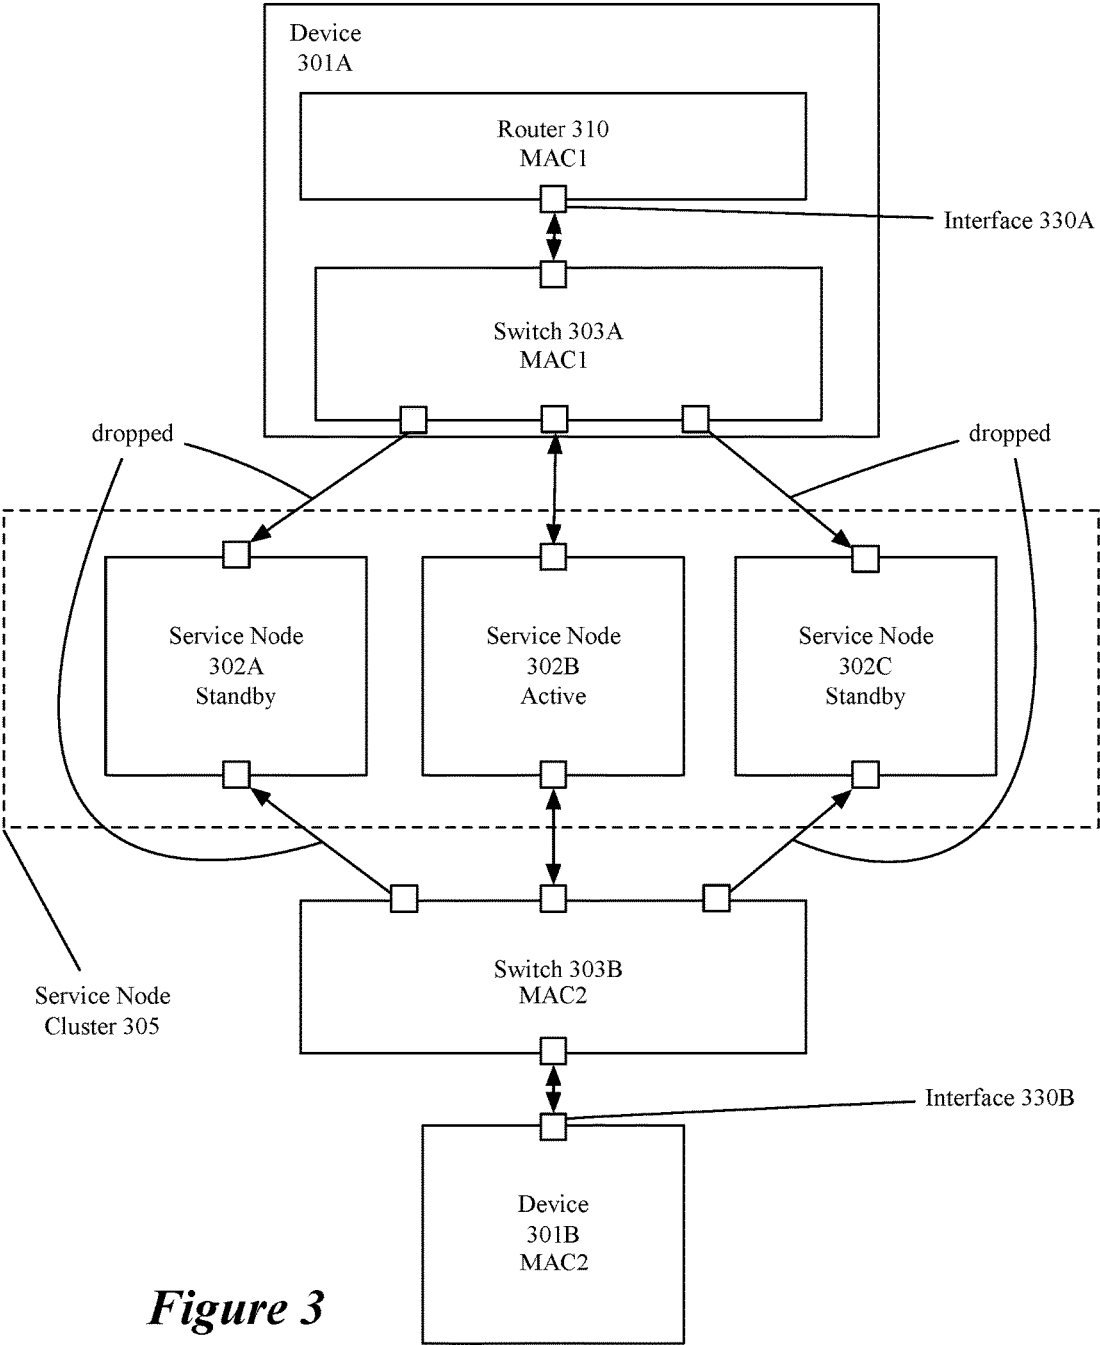 Device
301A
Router 310
MAC1
Interface 330A
Switch 303A
MAC1
dropped
dropped
Service Node
302A
Standby
Service Node
302B
Active
Service Node
302C
Standby
Switch 303B
MAC2
Service Node
Cluster 305
Interface 330B
Device
301B
MAC2
Figure 3